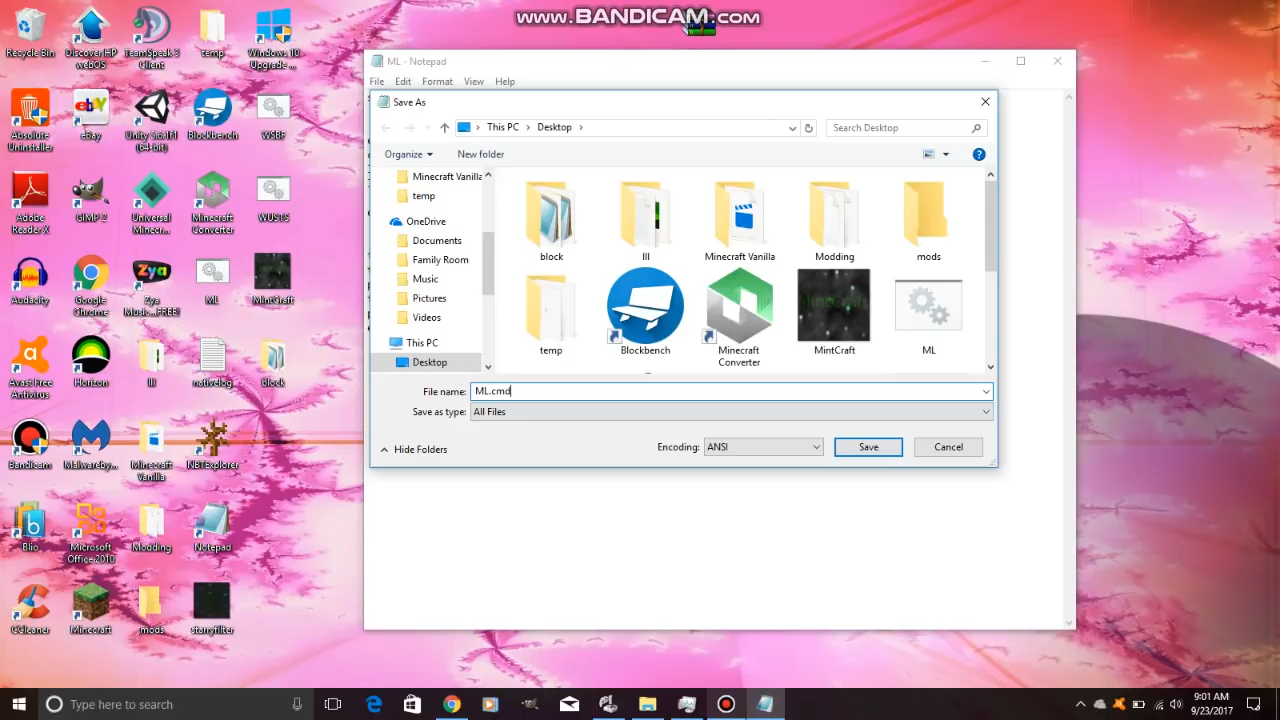 www.BANDICAM.com
Recycle Bin
Discover HP webOS
TeamSpeak 3 Client
temp
Windows 10 Upgrade ...
Absolute Uninstaller
eBay
Unity 5.6.1f1 (64-bit)
Blockbench
WSBF
Adobe Reader X
GIMP 2
Universal Minecr...
Minecraft Converter
WUSTS
Audacity
Google Chrome
Zya Music...FREE!
ML
MintCraft
Avast Free Antivirus
Horizon
lll
nativelog
block
Bandicam
Malwareby...
Minecraft Vanilla
NBTExplorer
Blio
Microsoft Office 2010
Modding
Notepad
CCleaner
Minecraft
mods
starryfilter
ML - Notepad
File Edit Format View Help
Save As
This PC > Desktop >
Search Desktop
Organize
New folder
Minecraft Vanilla
temp
OneDrive
Documents
Family Room
Music
Pictures
Videos
This PC
Desktop
block
lll
Minecraft Vanilla
Modding
mods
temp
Blockbench
Minecraft Converter
MintCraft
ML
File name: ML.cmd
Save as type: All Files
Hide Folders
Encoding: ANSI
Save
Cancel
Type here to search
9:01 AM
9/23/2017